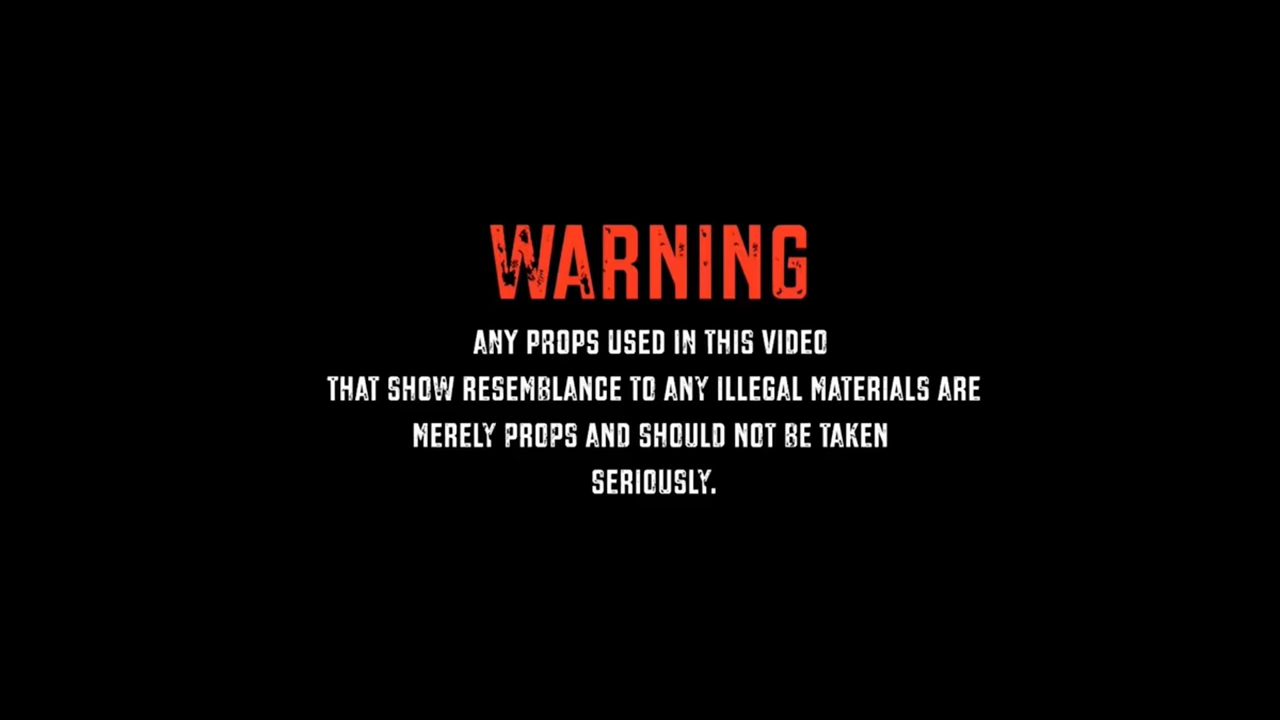 WARNING
ANY PROPS USED IN THIS VIDEO
THAT SHOW RESEMBLANCE TO ANY ILLEGAL MATERIALS ARE
MERELY PROPS AND SHOULD NOT BE TAKEN
SERIOUSLY.